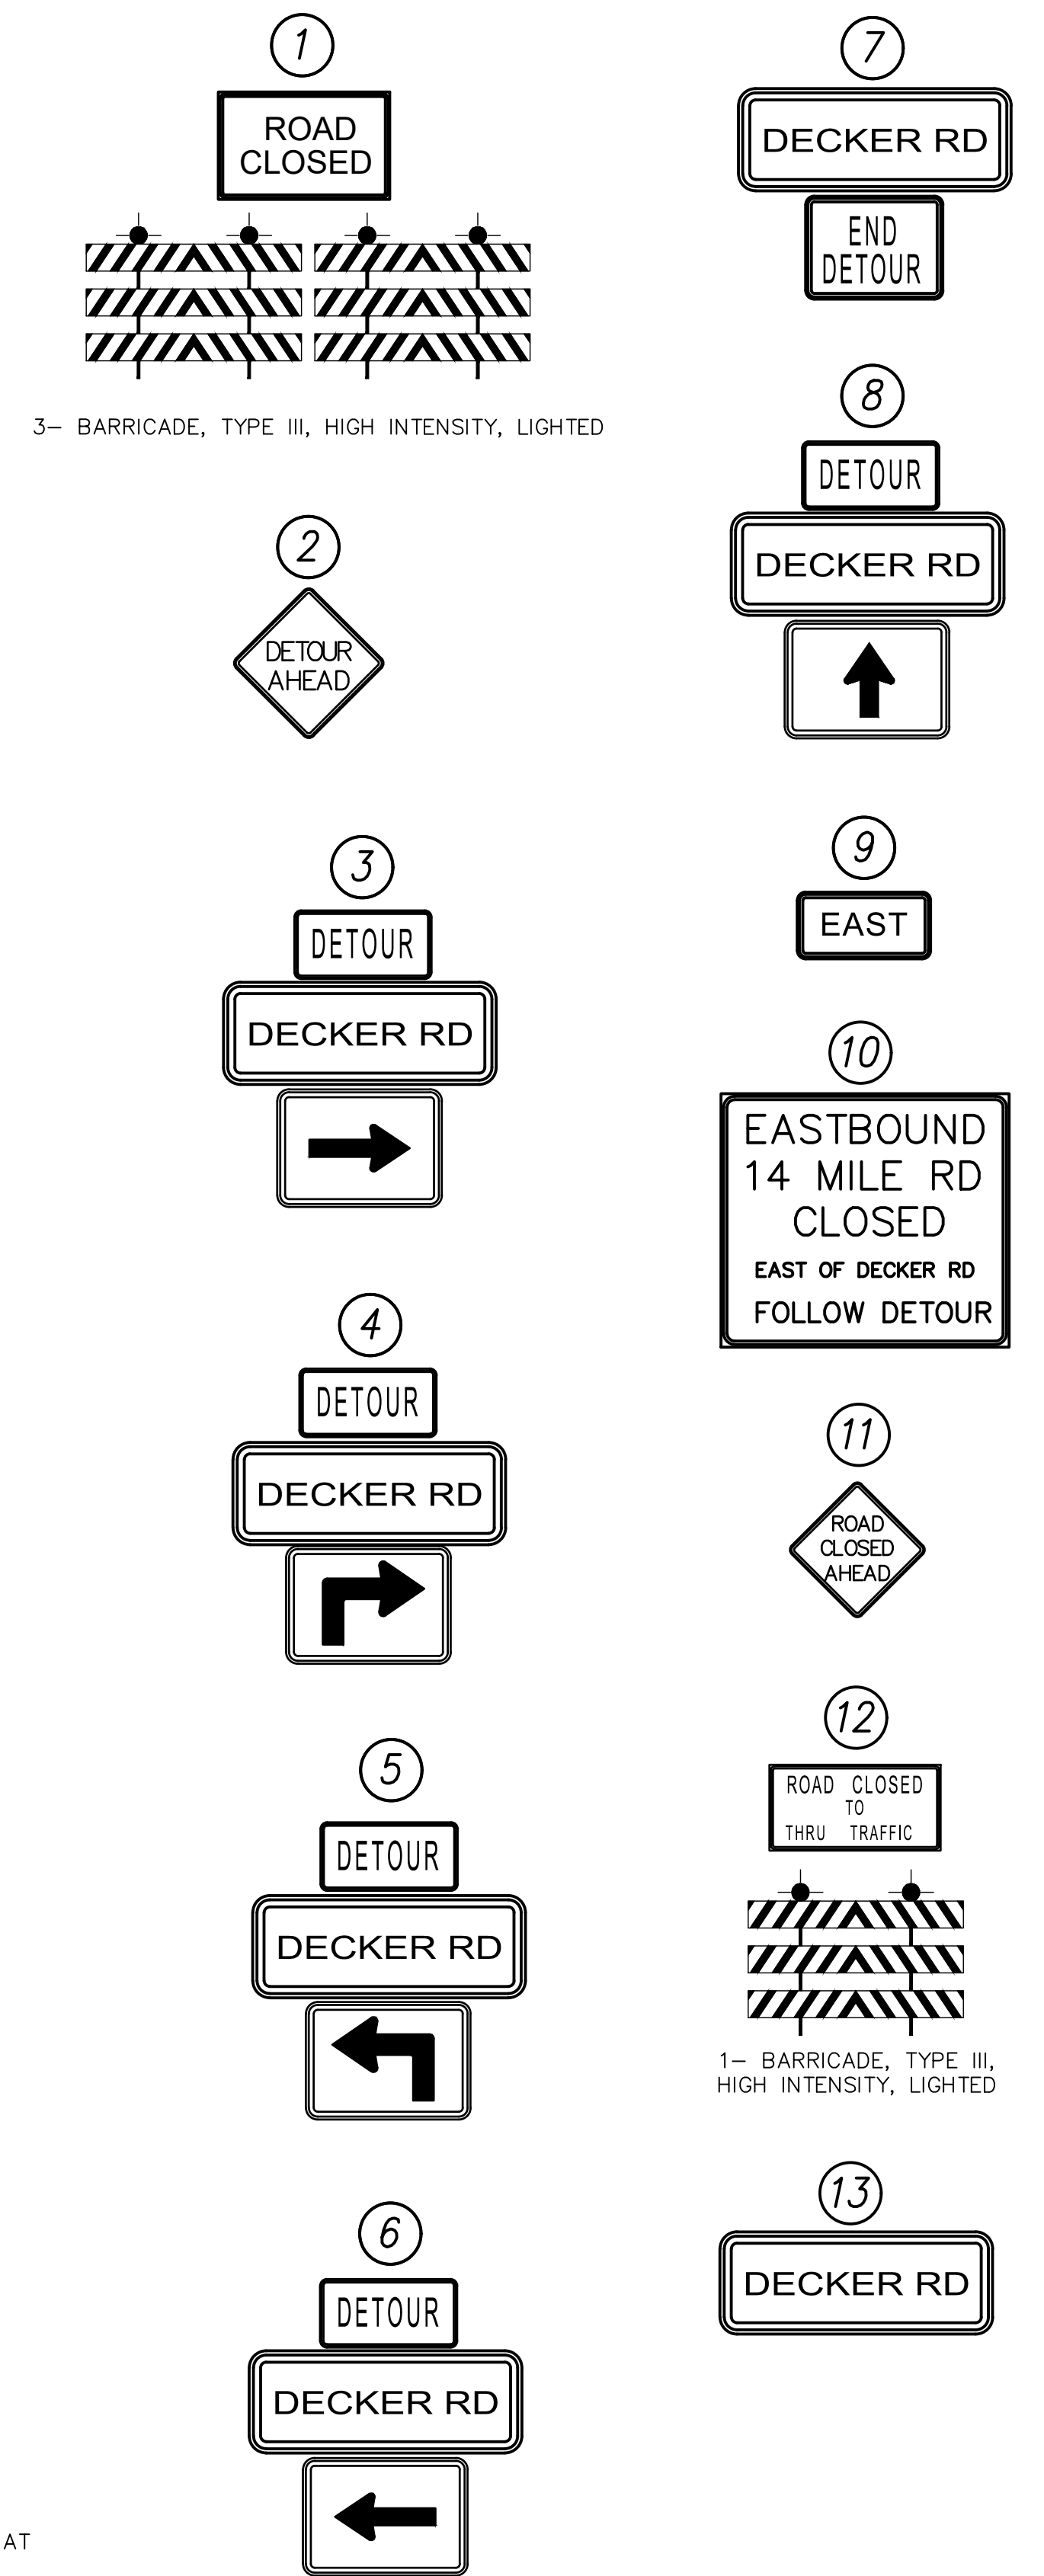 1
ROAD
CLOSED
3- BARRICADE, TYPE III, HIGH INTENSITY, LIGHTED
2
DETOUR
AHEAD
3
DETOUR
DECKER RD
4
DETOUR
DECKER RD
5
DETOUR
DECKER RD
6
DETOUR
DECKER RD
AT
7
DECKER RD
END
DETOUR
8
DETOUR
DECKER RD
9
EAST
10
EASTBOUND
14 MILE RD
CLOSED
EAST OF DECKER RD
FOLLOW DETOUR
11
ROAD
CLOSED
AHEAD
12
ROAD CLOSED
TO
THRU TRAFFIC
1- BARRICADE, TYPE III,
HIGH INTENSITY, LIGHTED
13
DECKER RD